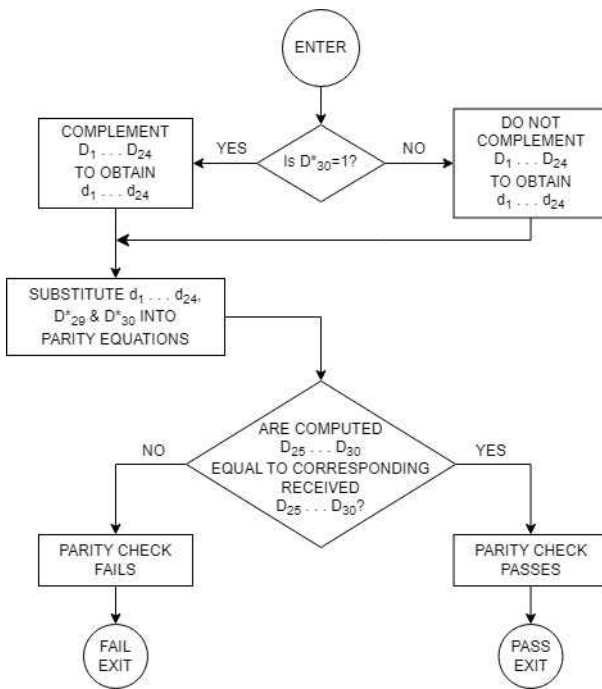 ENTER
COMPLEMENT
D₁ . . . D₂₄
TO OBTAIN
d₁ . . . d₂₄
YES
Is D*₃₀=1?
NO
DO NOT
COMPLEMENT
D₁ . . . D₂₄
TO OBTAIN
d₁ . . . d₂₄
SUBSTITUTE d₁ . . . d₂₄,
D*₂₉ & D*₃₀ INTO
PARITY EQUATIONS
NO
ARE COMPUTED
D₂₅ . . . D₃₀
EQUAL TO CORRESPONDING
RECEIVED
D₂₅ . . . D₃₀?
YES
PARITY CHECK
FAILS
PARITY CHECK
PASSES
FAIL
EXIT
PASS
EXIT